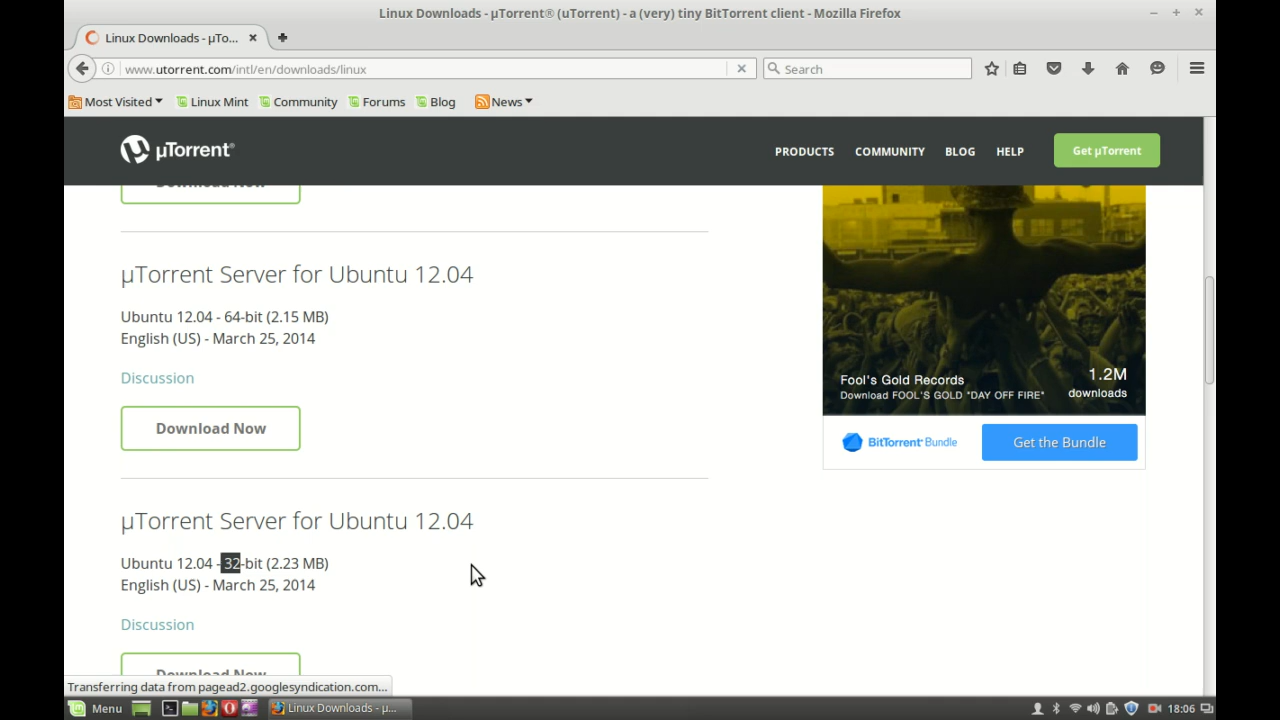 Linux Downloads - µTorrent® (uTorrent) - a (very) tiny BitTorrent client - Mozilla Firefox
Linux Downloads - µTo...
www.utorrent.com/intl/en/downloads/linux
Search
Most Visited
Linux Mint
Community
Forums
Blog
News
µTorrent®
PRODUCTS
COMMUNITY
BLOG
HELP
Get µTorrent
Download Now
µTorrent Server for Ubuntu 12.04
Ubuntu 12.04 - 64-bit (2.15 MB)
English (US) - March 25, 2014
Discussion
Download Now
Fool's Gold Records
Download FOOL'S GOLD "DAY OFF FIRE"
1.2M
downloads
BitTorrent Bundle
Get the Bundle
µTorrent Server for Ubuntu 12.04
Ubuntu 12.04 - 32-bit (2.23 MB)
English (US) - March 25, 2014
Discussion
Download Now
Transferring data from pagead2.googlesyndication.com...
Menu
Linux Downloads - µ...
18:06